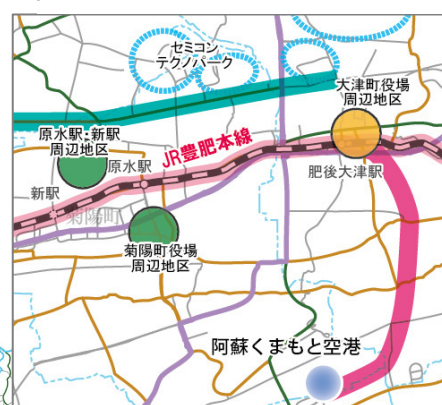 セミコン
テクノパーク
大津町役場
周辺地区
原水駅・新駅
周辺地区
原水駅
JR豊肥本線
肥後大津駅
新駅
菊陽町
菊陽町役場
周辺地区
阿蘇くまもと空港